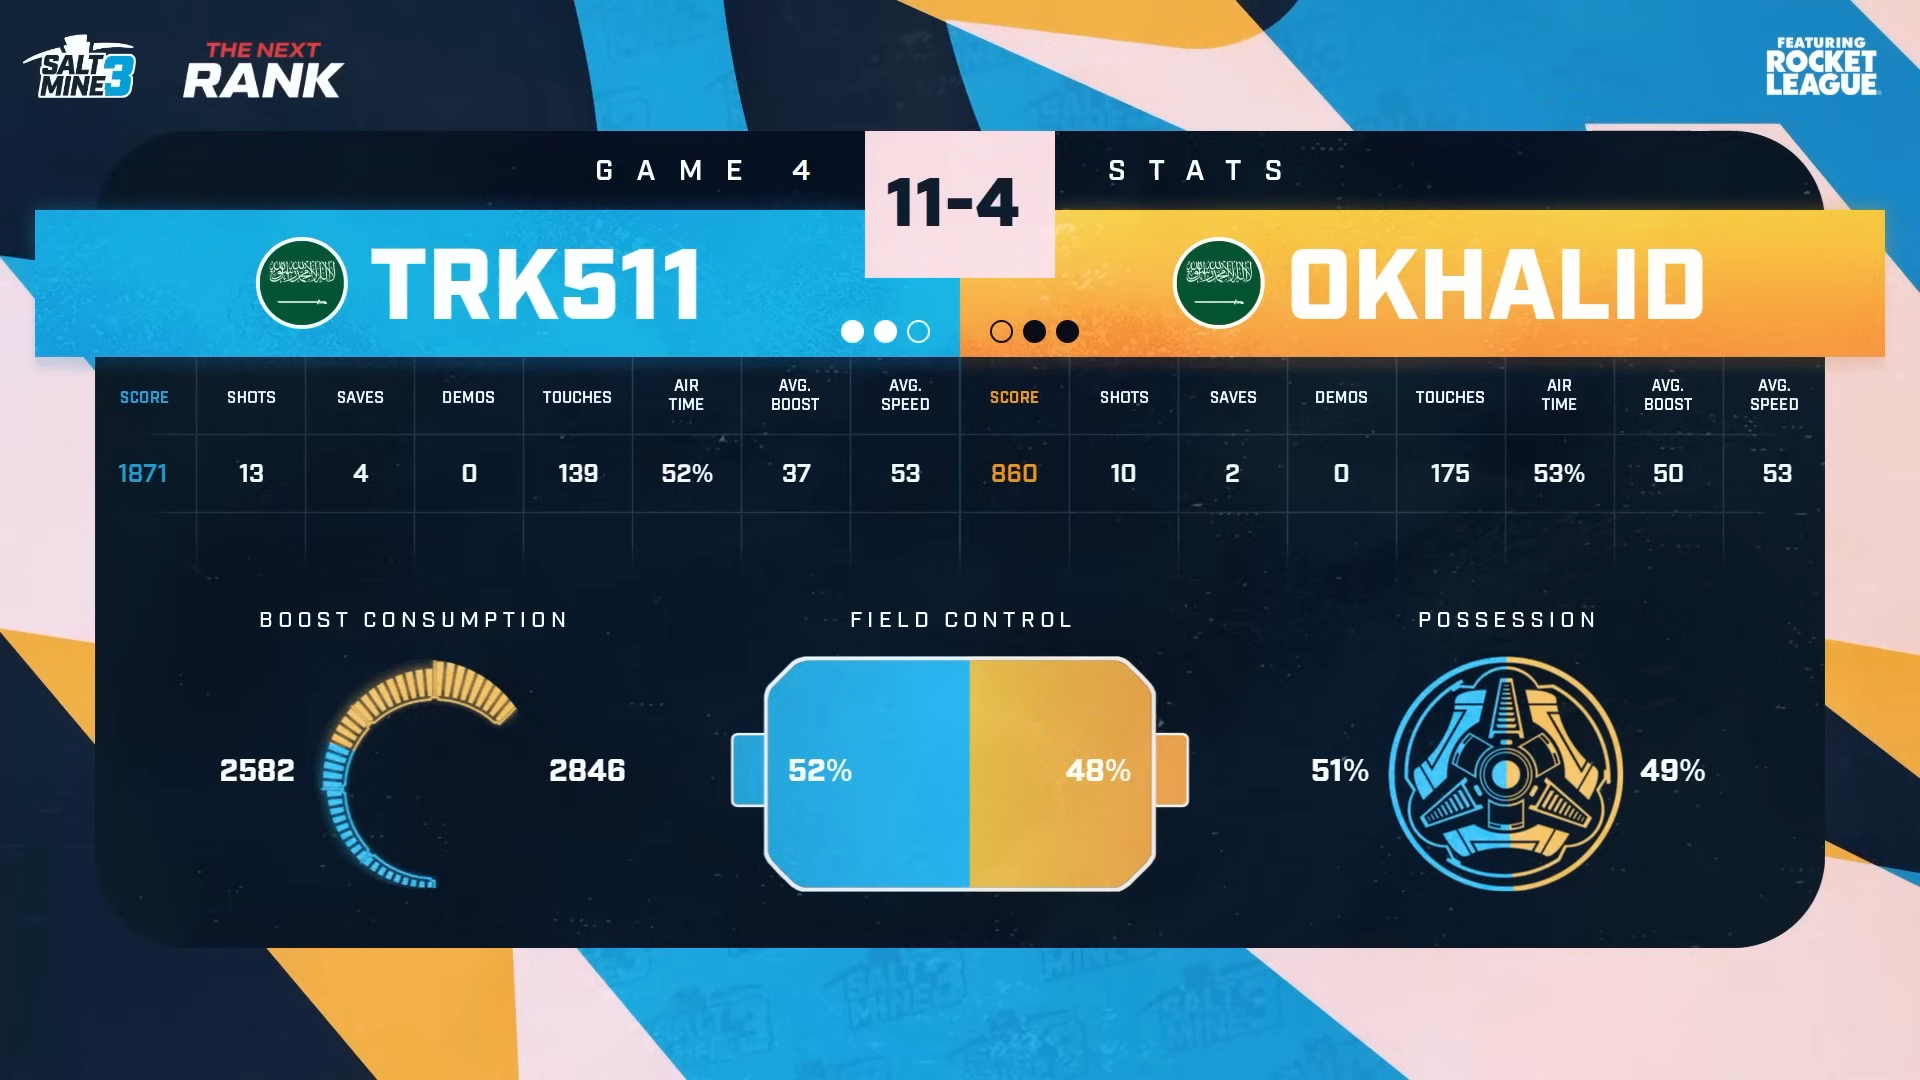 SALT MINE 3
THE NEXT
RANK
FEATURING
ROCKET
LEAGUE
GAME 4
11-4
STATS
TRK511
OKHALID
SCORE SHOTS SAVES DEMOS TOUCHES AIR TIME AVG. BOOST AVG. SPEED SCORE SHOTS SAVES DEMOS TOUCHES AIR TIME AVG. BOOST AVG. SPEED
1871 13 4 0 139 52% 37 53 860 10 2 0 175 53% 50 53
BOOST CONSUMPTION
2582 2846
FIELD CONTROL
52% 48%
POSSESSION
51% 49%